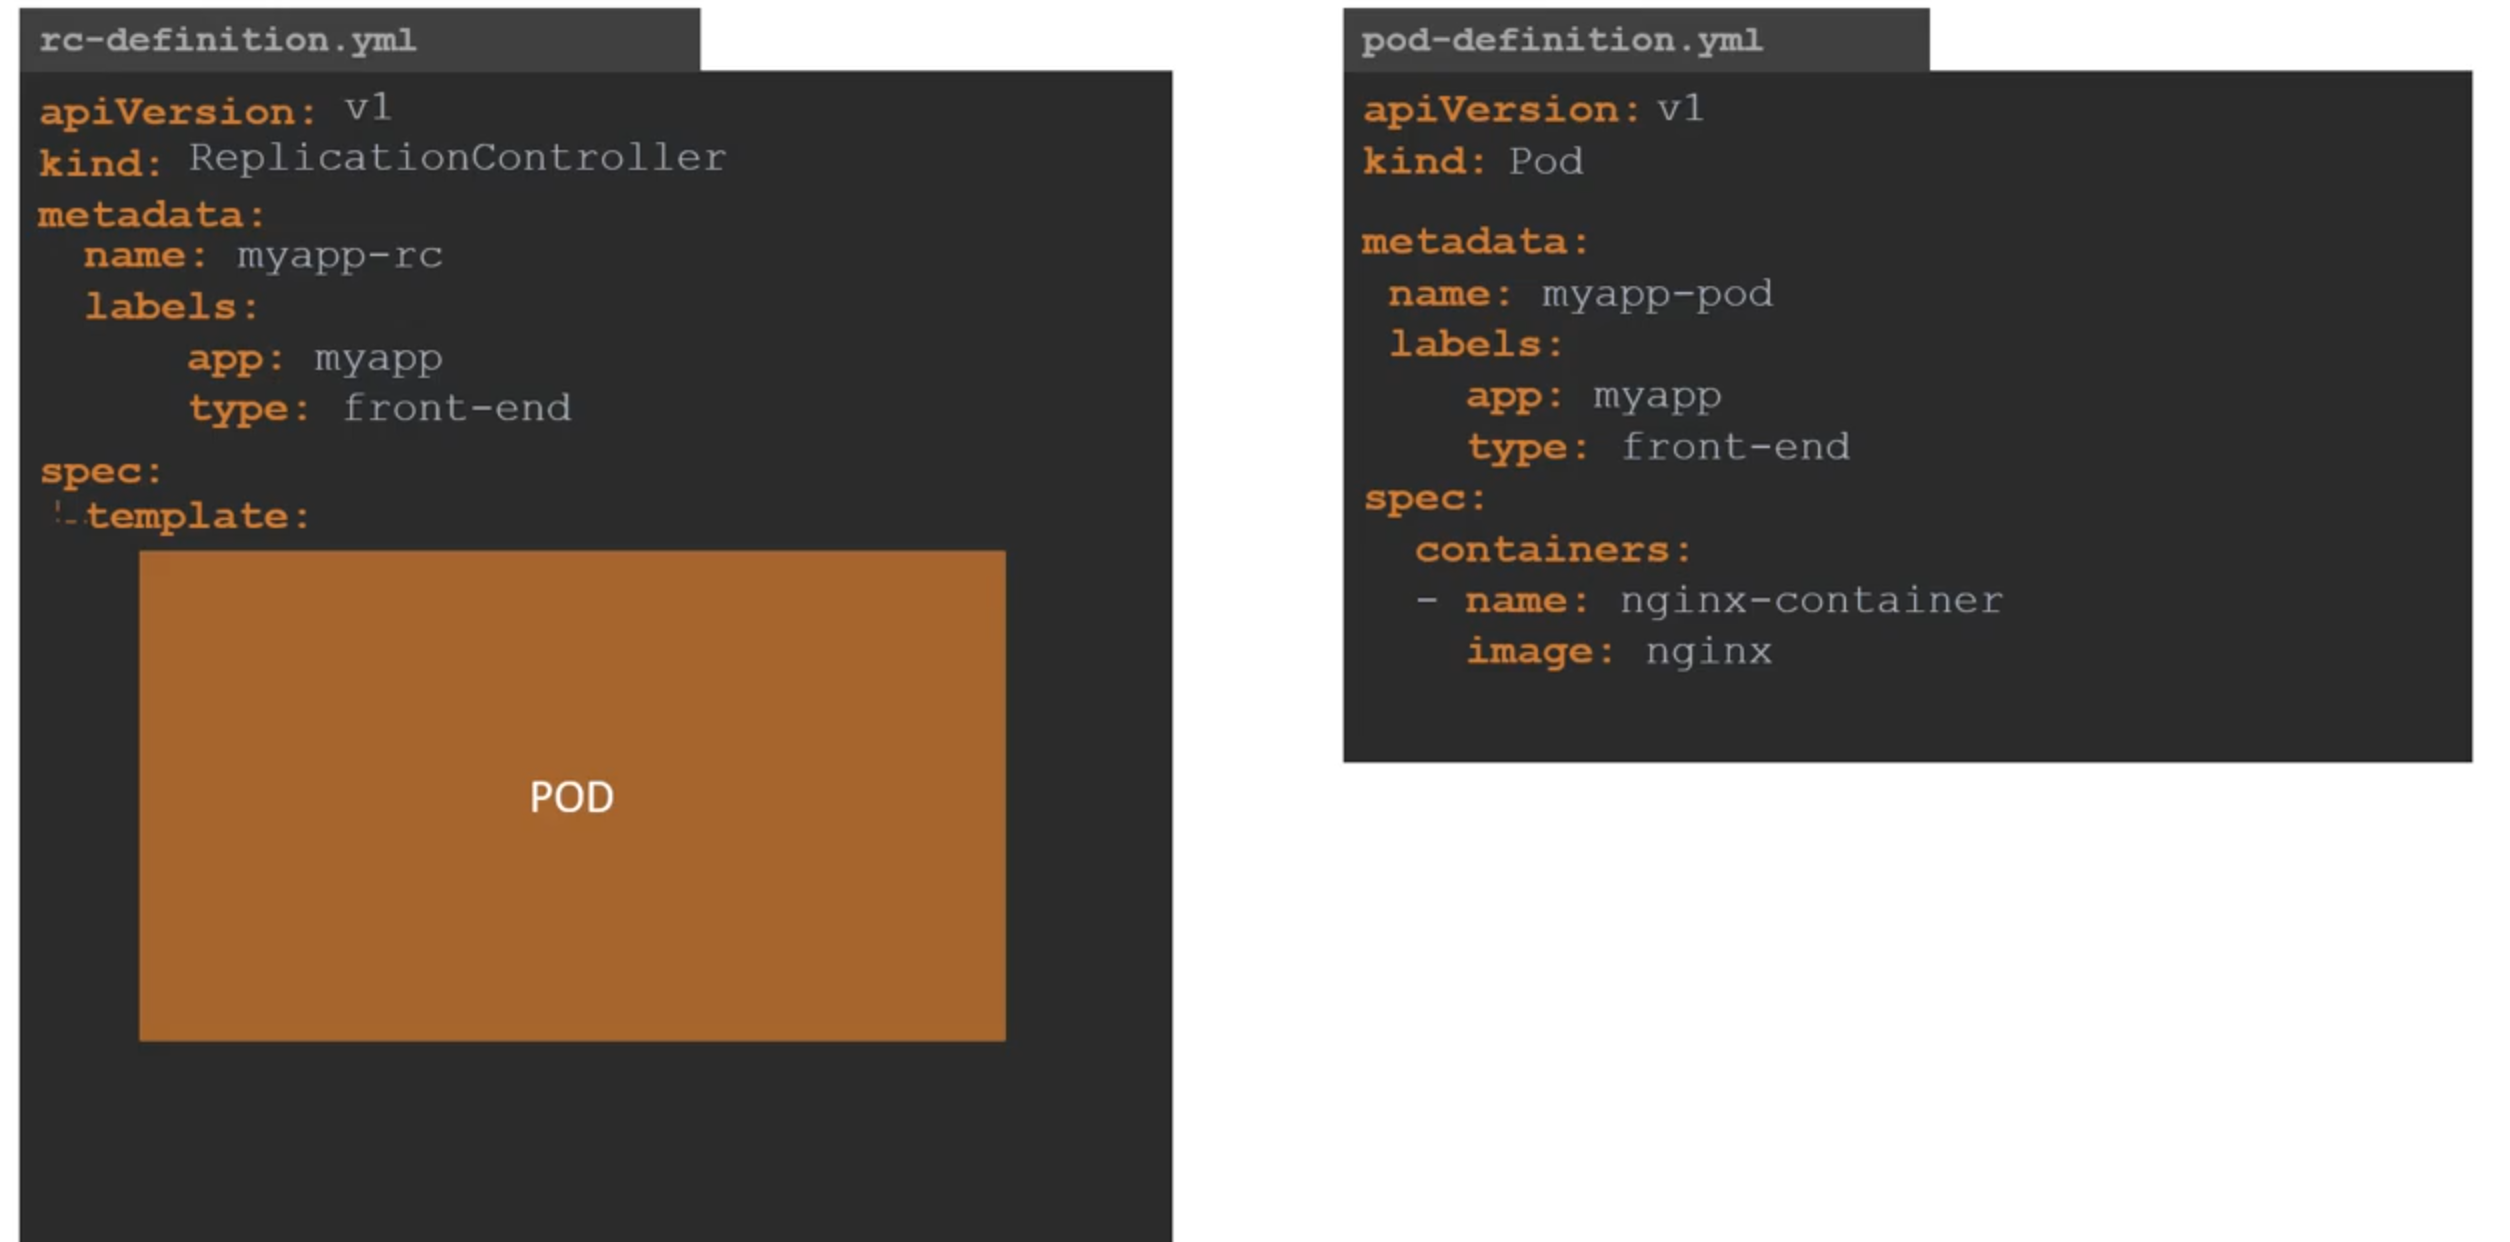 rc-definition.yml
apiVersion: v1
kind: ReplicationController
metadata:
name: myapp-rc
labels:
app: myapp
type: front-end
spec:
template:
POD
pod-definition.yml
apiVersion: v1
kind: Pod
metadata:
name: myapp-pod
labels:
app: myapp
type: front-end
spec:
containers:
- name: nginx-container
image: nginx